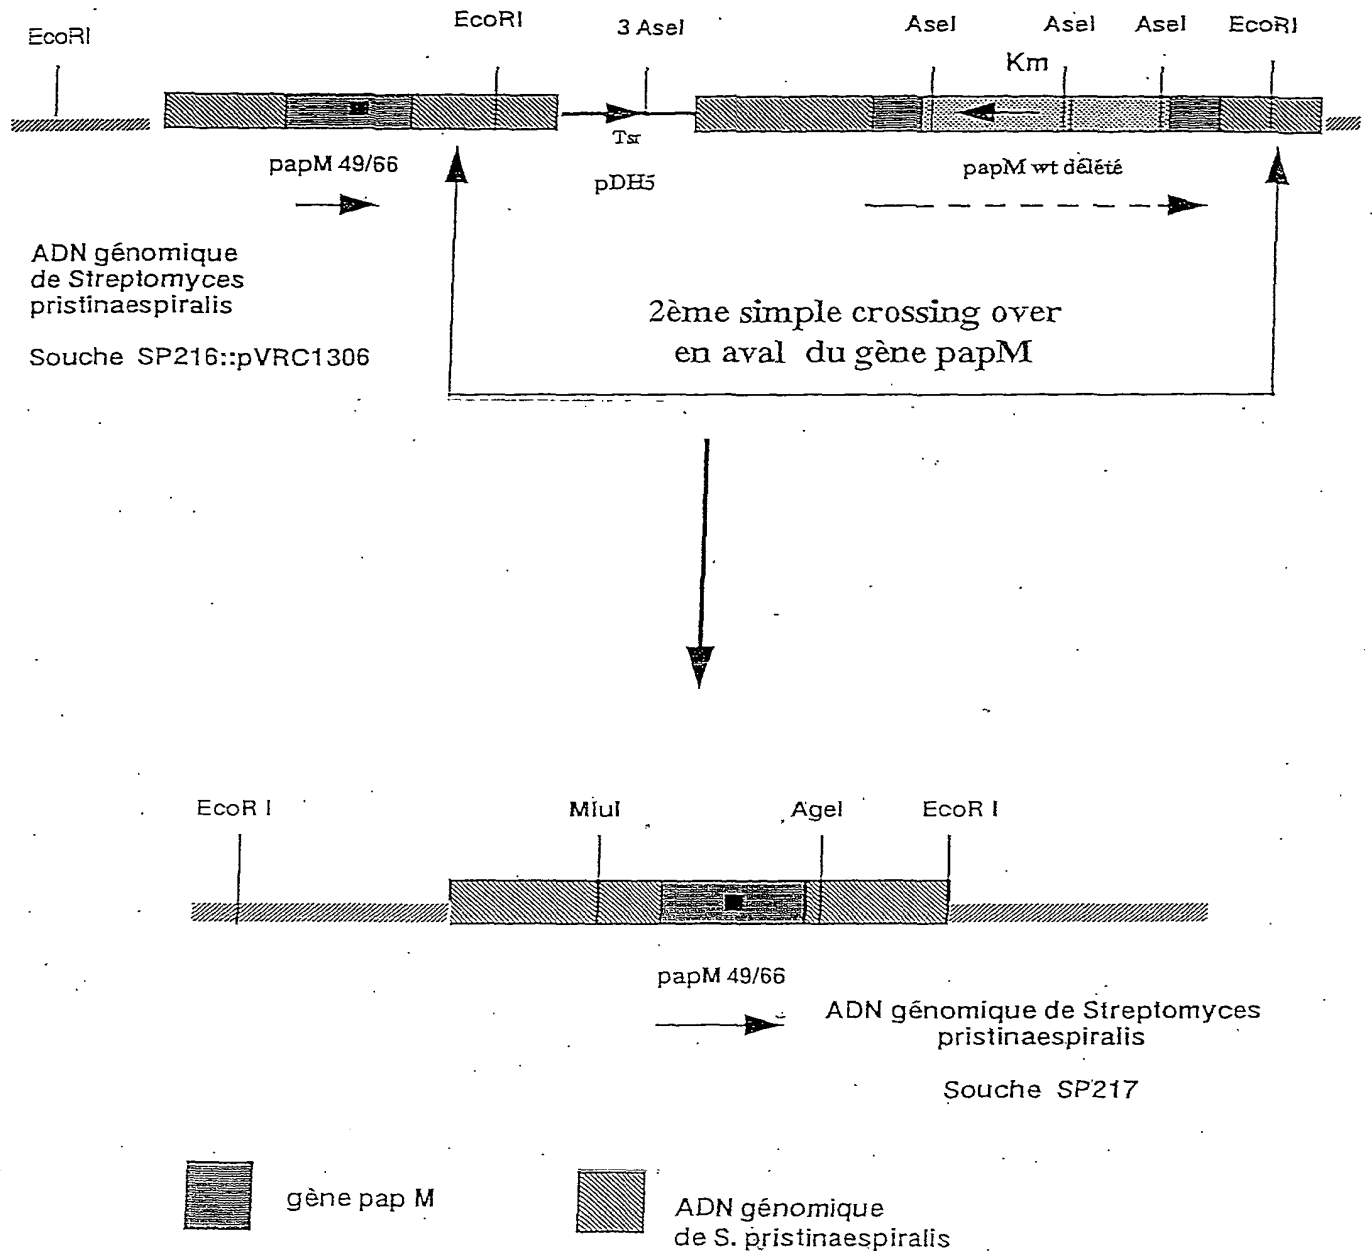 EcoRI
EcoRI
3 AseI
AseI
AseI
AseI
EcoRI
Km
Tsr
papM 49/66
pDH5
papM wt délété
ADN génomique
de Streptomyces
pristinaespiralis
Souche SP216::pVRC1306
2ème simple crossing over
en aval du gène papM
EcoR I
MluI
AgeI
EcoR I
papM 49/66
ADN génomique de Streptomyces
pristinaespiralis
Souche SP217
gène pap M
ADN génomique
de S. pristinaespiralis